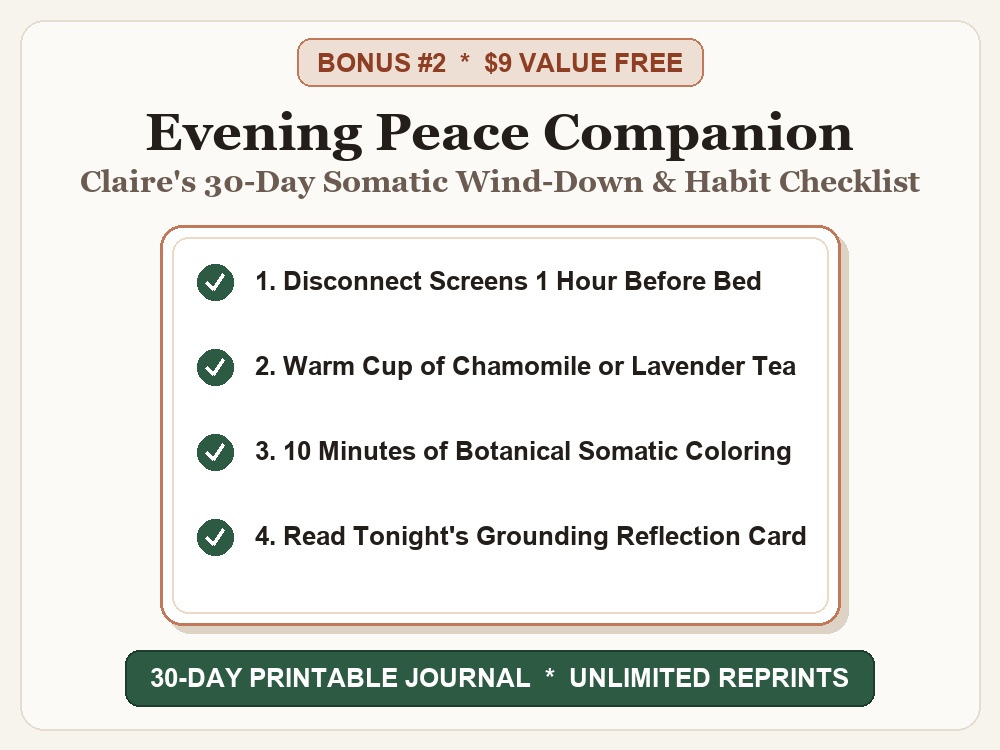 BONUS #2 * $9 VALUE FREE
Evening Peace Companion
Claire's 30-Day Somatic Wind-Down & Habit Checklist
1. Disconnect Screens 1 Hour Before Bed
2. Warm Cup of Chamomile or Lavender Tea
3. 10 Minutes of Botanical Somatic Coloring
4. Read Tonight's Grounding Reflection Card
30-DAY PRINTABLE JOURNAL * UNLIMITED REPRINTS